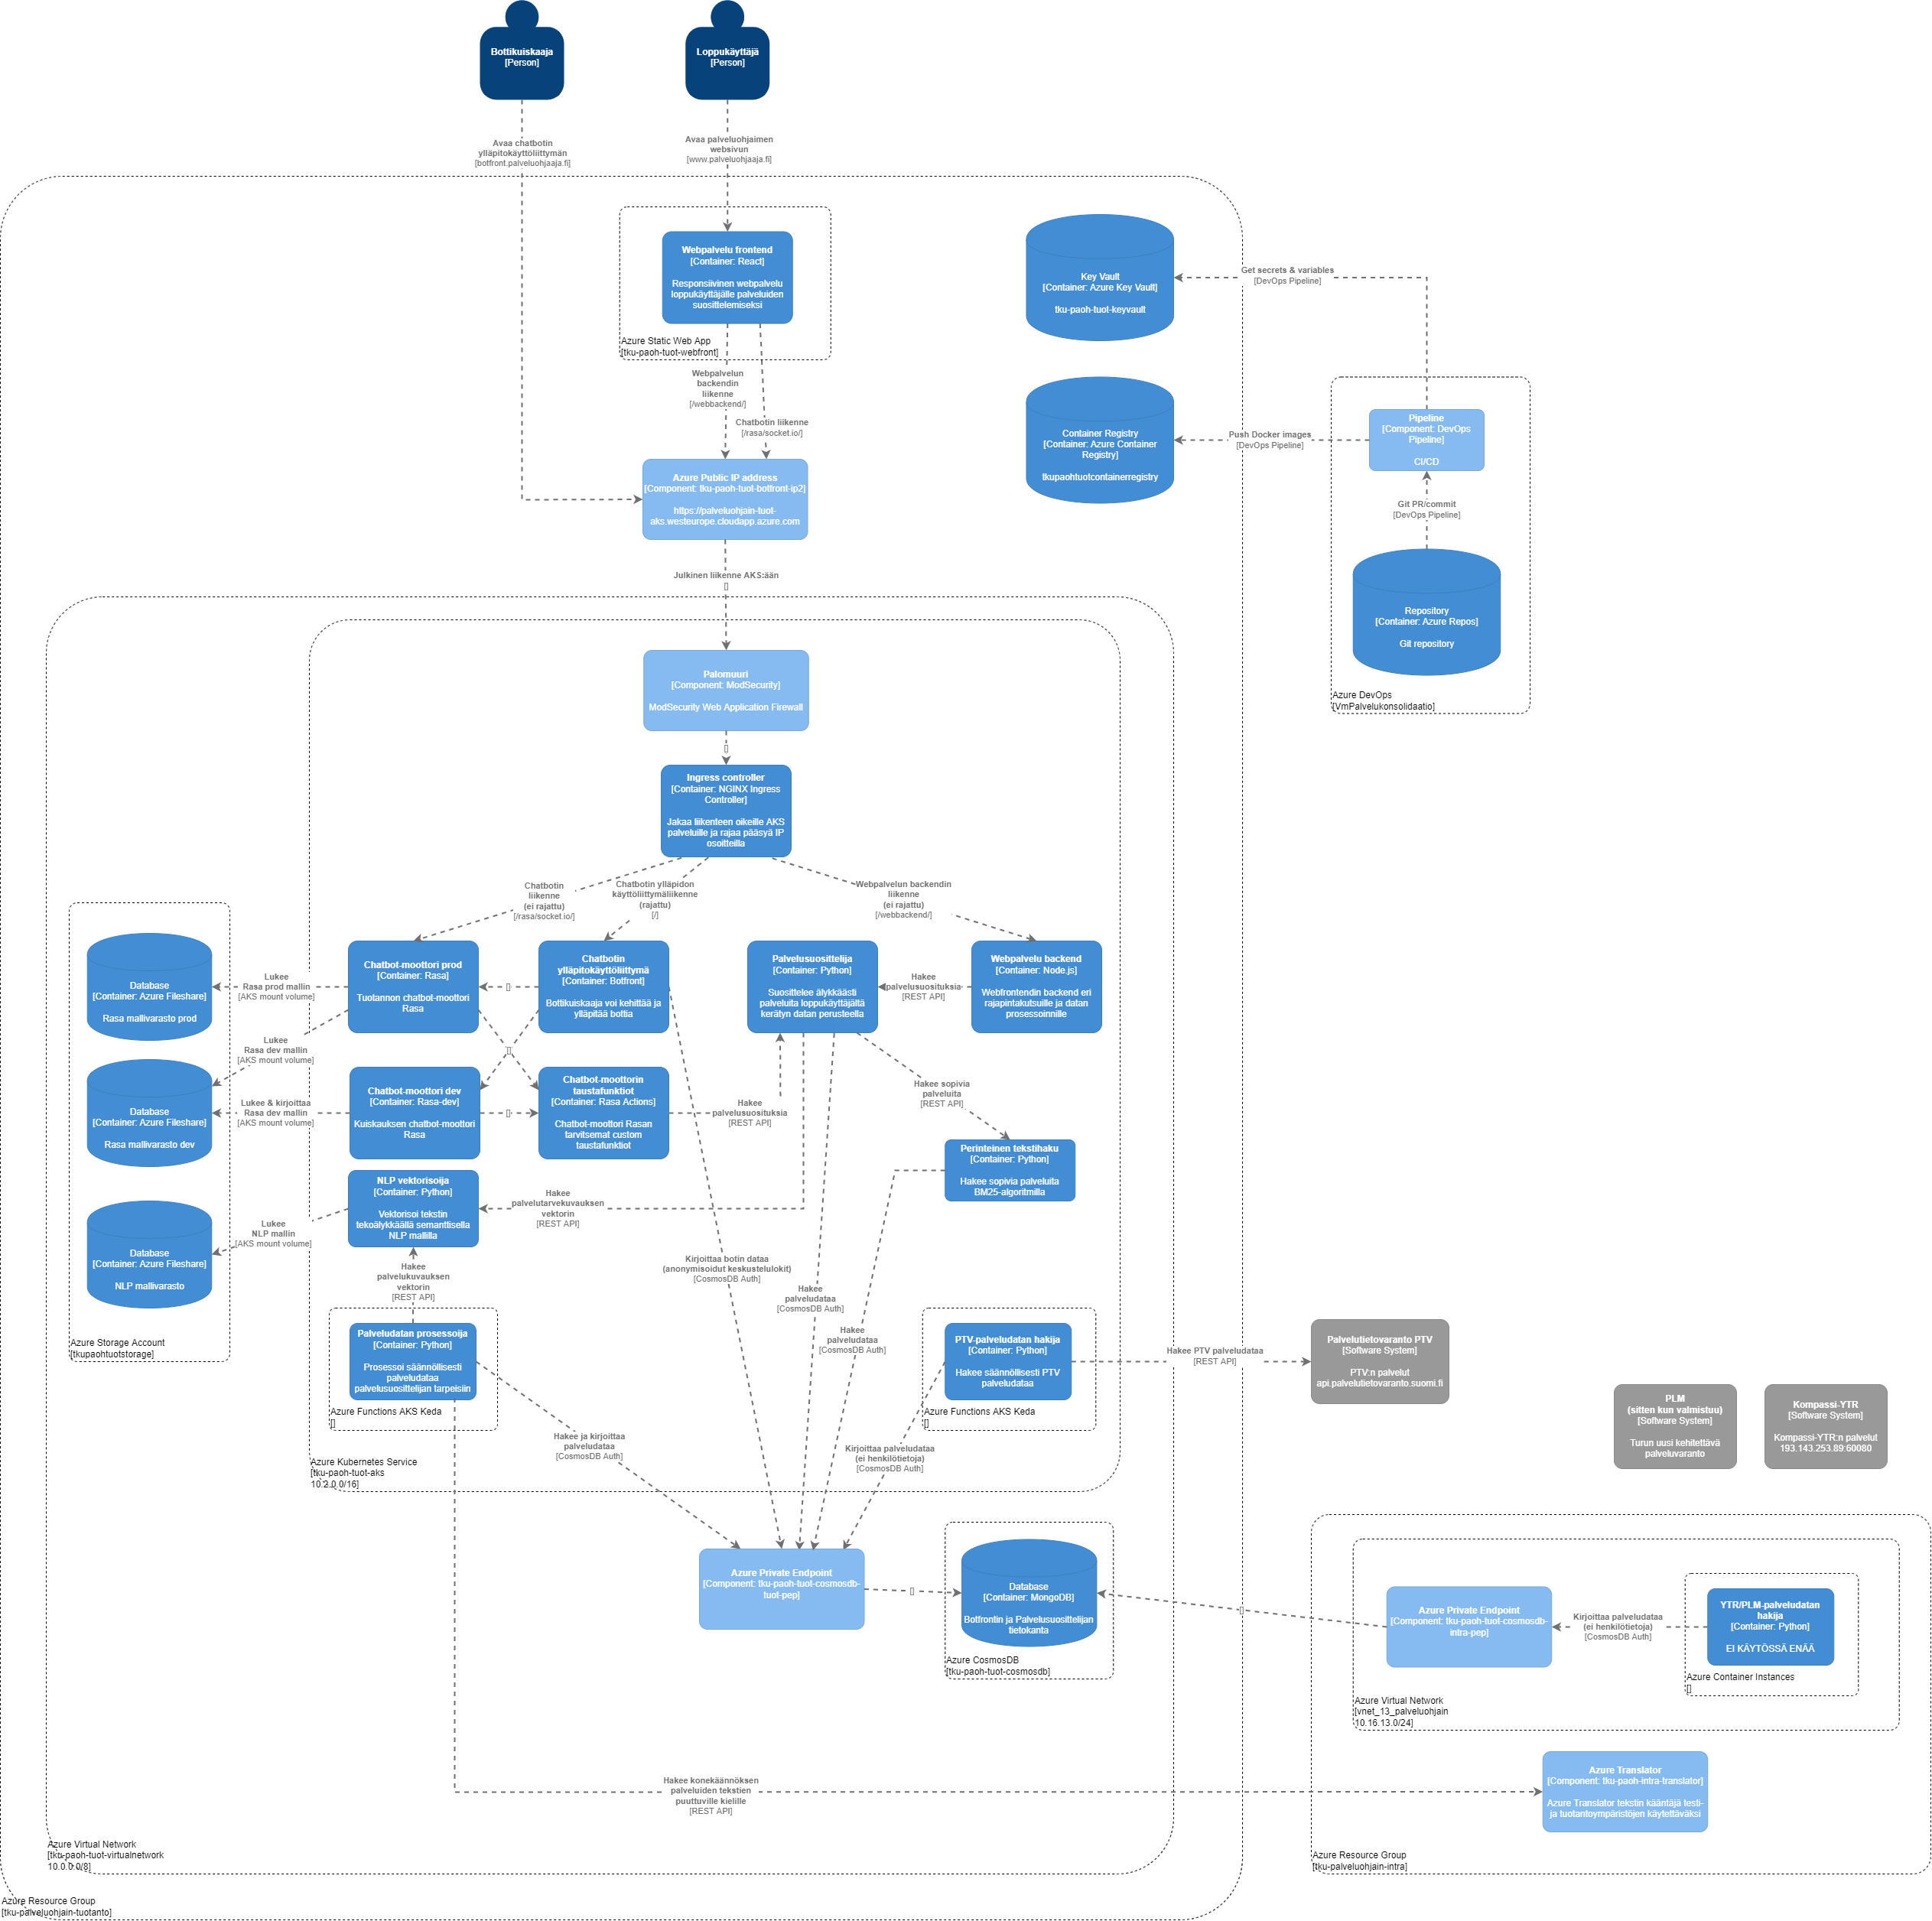 Bottikuiskaaja
[Person]
Loppukäyttäjä
[Person]
Avaa chatbotin
ylläpitokäyttöliittymän
[botfront.palveluohjaaja.fi]
Avaa palveluohjaimen
websivun
[www.palveluohjaaja.fi]
Webpalvelu frontend
[Container: React]
Responsiivinen webpalvelu
loppukäyttäjälle palveluiden
suosittelemiseksi
Azure Static Web App
[tku-paoh-tuot-webfront]
Key Vault
[Container: Azure Key Vault]
tku-paoh-tuot-keyvault
Get secrets & variables
[DevOps Pipeline]
Webpalvelun
backendin
liikenne
[/webbackend/]
Chatbotin liikenne
[/rasa/socket.io/]
Container Registry
[Container: Azure Container
Registry]
tkupaohtuotcontainerregistry
Push Docker images
[DevOps Pipeline]
Pipeline
[Component: DevOps
Pipeline]
CI/CD
Git PR/commit
[DevOps Pipeline]
Repository
[Container: Azure Repos]
Git repository
Azure DevOps
[VmPalvelukonsolidaatio]
Azure Public IP address
[Component: tku-paoh-tuot-botfront-ip2]
https://palveluohjain-tuot-
aks.westeurope.cloudapp.azure.com
Julkinen liikenne AKS:ään
[]
Palomuuri
[Component: ModSecurity]
ModSecurity Web Application Firewall
[]
Ingress controller
[Container: NGINX Ingress
Controller]
Jakaa liikenteen oikeille AKS
palveluille ja rajaa pääsyä IP
osoitteilla
Chatbotin
liikenne
(ei rajattu)
[/rasa/socket.io/]
Chatbotin ylläpidon
käyttöliittymäliikenne
(rajattu)
[/]
Webpalvelun backendin
liikenne
(ei rajattu)
[/webbackend/]
Database
[Container: Azure Fileshare]
Rasa mallivarasto prod
Lukee
Rasa prod mallin
[AKS mount volume]
Chatbot-moottori prod
[Container: Rasa]
Tuotannon chatbot-moottori
Rasa
[]
Chatbotin
ylläpitokäyttöliittymä
[Container: Botfront]
Bottikuiskaaja voi kehittää ja
ylläpitää bottia
Palvelusuosittelija
[Container: Python]
Suosittelee älykkäästi
palveluita loppukäyttäjältä
kerätyn datan perusteella
Hakee
palvelusuosituksia
[REST API]
Webpalvelu backend
[Container: Node.js]
Webfrontendin backend eri
rajapintakutsuille ja datan
prosessoinnille
Lukee
Rasa dev mallin
[AKS mount volume]
[]
[]
Database
[Container: Azure Fileshare]
Rasa mallivarasto dev
Lukee & kirjoittaa
Rasa dev mallin
[AKS mount volume]
Chatbot-moottori dev
[Container: Rasa-dev]
Kuiskauksen chatbot-moottori
Rasa
[]
Chatbot-moottorin
taustafunktiot
[Container: Rasa Actions]
Chatbot-moottori Rasan
tarvitsemat custom
taustafunktiot
Hakee
palvelusuosituksia
[REST API]
Hakee sopivia
palveluita
[REST API]
Perinteinen tekstihaku
[Container: Python]
Hakee sopivia palveluita
BM25-algoritmilla
NLP vektorisoija
[Container: Python]
Vektorisoi tekstin
tekoälykkäällä semanttisella
NLP mallilla
Hakee
palvelutarvekuvauksen
vektorin
[REST API]
Lukee
NLP mallin
[AKS mount volume]
Database
[Container: Azure Fileshare]
NLP mallivarasto
Azure Storage Account
[tkupaohtuotstorage]
Hakee
palvelukuvauksen
vektorin
[REST API]
Kirjoittaa botin dataa
(anonymisoidut keskustelulokit)
[CosmosDB Auth]
Hakee
palveludataa
[CosmosDB Auth]
Hakee
palveludataa
[CosmosDB Auth]
Palveludatan prosessoija
[Container: Python]
Prosessoi säännöllisesti
palveludataa
palvelusuosittelijan tarpeisiin
Azure Functions AKS Keda
[]
PTV-palveludatan hakija
[Container: Python]
Hakee säännöllisesti PTV
palveludataa
Azure Functions AKS Keda
[]
Hakee PTV palveludataa
[REST API]
Palvelutietovaranto PTV
[Software System]
PTV:n palvelut
api.palvelutietovaranto.suomi.fi
PLM
(sitten kun valmistuu)
[Software System]
Turun uusi kehitettävä
palveluvaranto
Kompassi-YTR
[Software System]
Kompassi-YTR:n palvelut
193.143.253.89:60080
Hakee ja kirjoittaa
palveludataa
[CosmosDB Auth]
Kirjoittaa palveludataa
(ei henkilötietoja)
[CosmosDB Auth]
Azure Kubernetes Service
[tku-paoh-tuot-aks
10.2.0.0/16]
Azure Private Endpoint
[Component: tku-paoh-tuot-cosmosdb-
tuot-pep]
[]
Database
[Container: MongoDB]
Botfrontin ja Palvelusuosittelijan
tietokanta
Azure CosmosDB
[tku-paoh-tuot-cosmosdb]
[]
Azure Private Endpoint
[Component: tku-paoh-tuot-cosmosdb-
intra-pep]
Kirjoittaa palveludataa
(ei henkilötietoja)
[CosmosDB Auth]
YTR/PLM-palveludatan
hakija
[Container: Python]
EI KÄYTÖSSÄ ENÄÄ
Azure Container Instances
[]
Azure Virtual Network
[vnet_13_palveluohjain
10.16.13.0/24]
Hakee konekäännöksen
palveluiden tekstien
puuttuville kielille
[REST API]
Azure Translator
[Component: tku-paoh-intra-translator]
Azure Translator tekstin kääntäjä testi-
ja tuotantoympäristöjen käytettäväksi
Azure Resource Group
[tku-palveluohjain-intra]
Azure Virtual Network
[tku-paoh-tuot-virtualnetwork
10.0.0.0/8]
Azure Resource Group
[tku-palveluohjain-tuotanto]